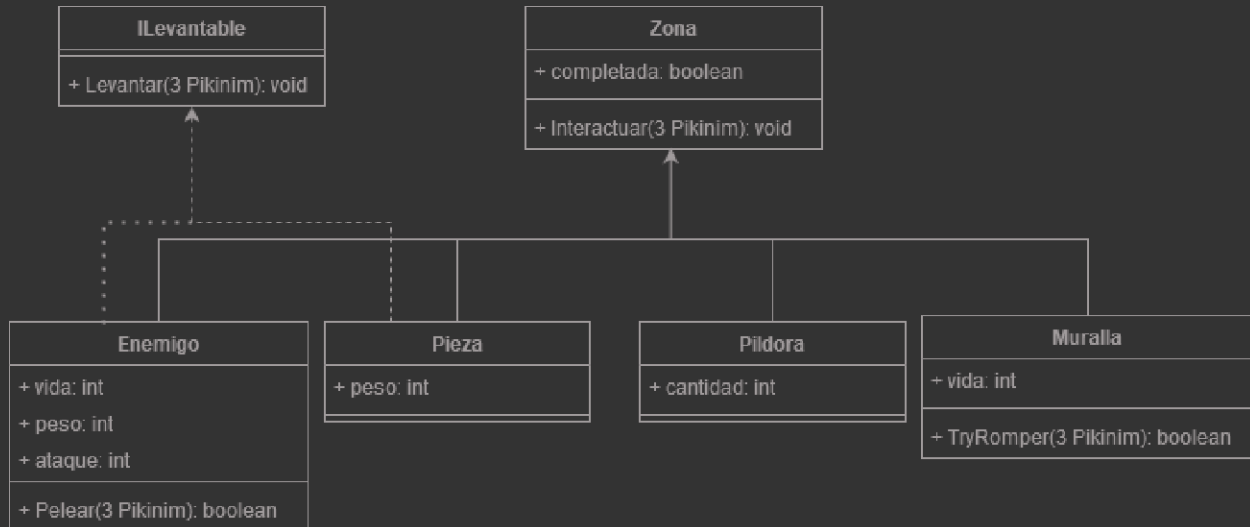 ILevantable
+ Levantar(3 Pikinim): void
Zona
+ completada: boolean
+ Interactuar(3 Pikinim): void
Enemigo
+ vida: int
+ peso: int
+ ataque: int
+ Pelear(3 Pikinim): boolean
Pieza
+ peso: int
Pildora
+ cantidad: int
Muralla
+ vida: int
+ TryRomper(3 Pikinim): boolean